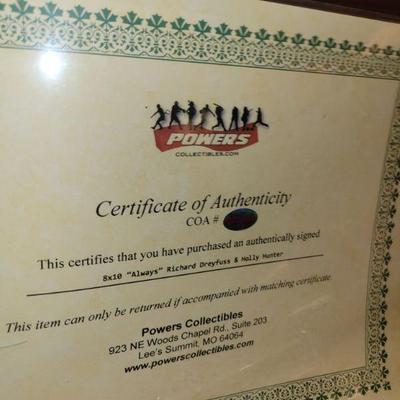 POWERS
COLLECTIBLES.COM
Certificate of Authenticity
COA #
This certifies that you have purchased an authentically signed
8x10 "Always" Richard Dreyfuss & Holly Hunter
This item can only be returned if accompanied with matching certificate.
Powers Collectibles
923 NE Woods Chapel Rd., Suite 203
Lee's Summit, MO 64064
www.powerscollectibles.com